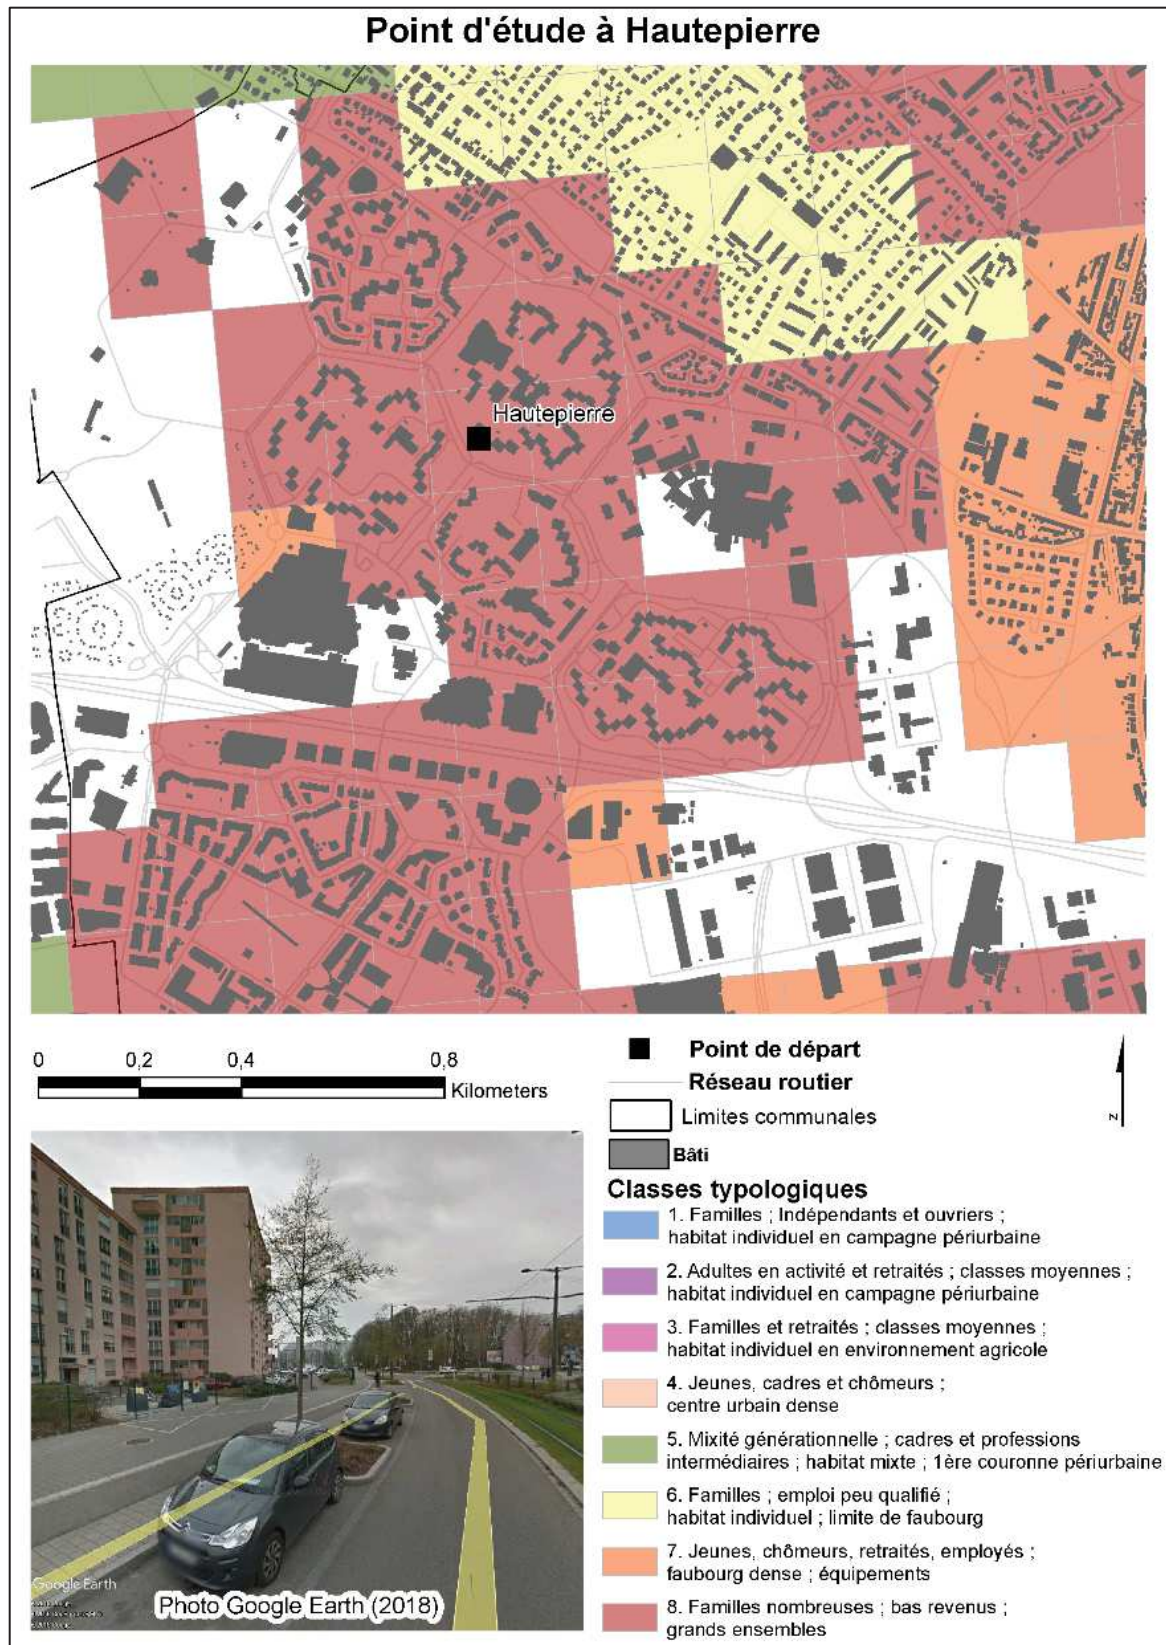 Point d'étude à Hautepierre
Hautepierre
0 0,2 0,4 0,8
Kilometers
Point de départ
Réseau routier
Limites communales
Bâti
N
Classes typologiques
1. Familles ; Indépendants et ouvriers ;
habitat individuel en campagne périurbaine
2. Adultes en activité et retraités ; classes moyennes ;
habitat individuel en campagne périurbaine
3. Familles et retraités ; classes moyennes ;
habitat individuel en environnement agricole
4. Jeunes, cadres et chômeurs ;
centre urbain dense
5. Mixité générationnelle ; cadres et professions
intermédiaires ; habitat mixte ; 1ère couronne périurbaine
6. Familles ; emploi peu qualifié ;
habitat individuel ; limite de faubourg
7. Jeunes, chômeurs, retraités, employés ;
faubourg dense ; équipements
8. Familles nombreuses ; bas revenus ;
grands ensembles
Google Earth
Photo Google Earth (2018)